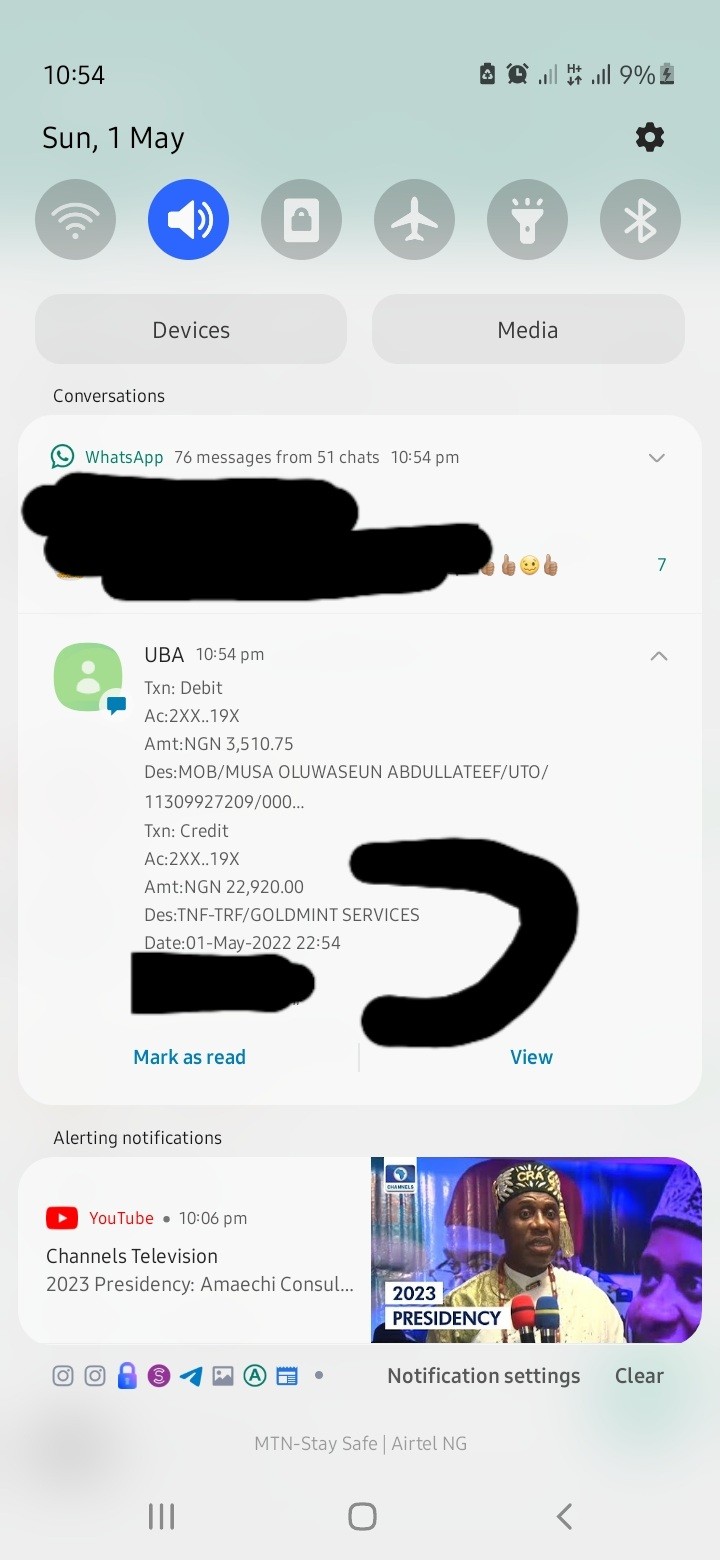 10:54
H+
9%
Sun, 1 May
Devices
Media
Conversations
WhatsApp 76 messages from 51 chats 10:54 pm
7
UBA 10:54 pm
Txn: Debit
Ac:2XX..19X
Amt:NGN 3,510.75
Des:MOB/MUSA OLUWASEUN ABDULLATEEF/UTO/
11309927209/000...
Txn: Credit
Ac:2XX..19X
Amt:NGN 22,920.00
Des:TNF-TRF/GOLDMINT SERVICES
Date:01-May-2022 22:54
Mark as read
View
Alerting notifications
YouTube • 10:06 pm
Channels Television
2023 Presidency: Amaechi Consul...
CHANNELS
CRA
2023
PRESIDENCY
Notification settings
Clear
MTN-Stay Safe | Airtel NG